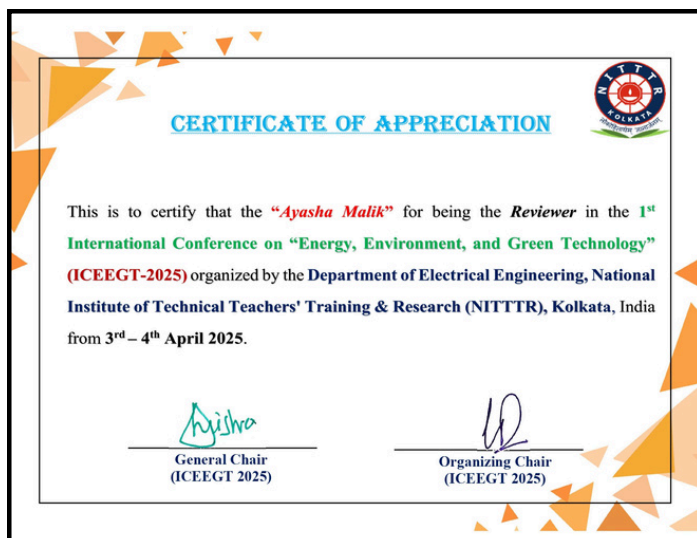 NITTTR
KOLKATA
CERTIFICATE OF APPRECIATION
This is to certify that the “Ayasha Malik” for being the Reviewer in the 1st
International Conference on “Energy, Environment, and Green Technology”
(ICEEGT-2025) organized by the Department of Electrical Engineering, National
Institute of Technical Teachers' Training & Research (NITTTR), Kolkata, India
from 3rd – 4th April 2025.
General Chair
(ICEEGT 2025)
Organizing Chair
(ICEEGT 2025)